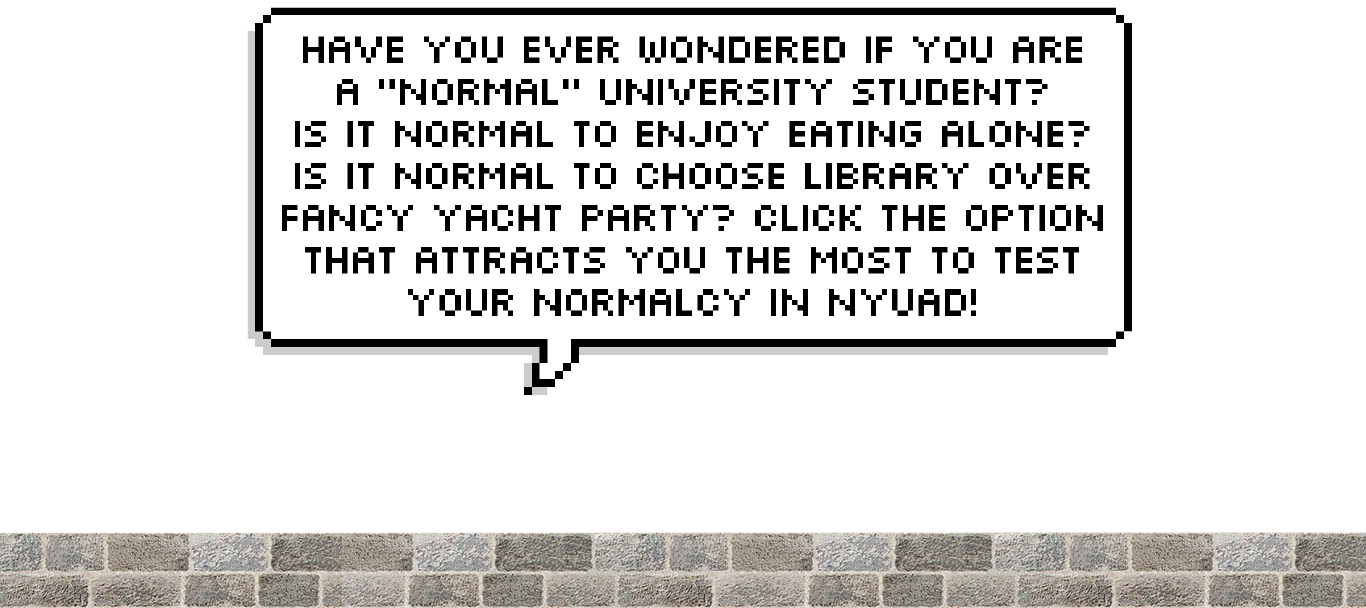 HAVE YOU EVER WONDERED IF YOU ARE
A "NORMAL" UNIVERSITY STUDENT?
IS IT NORMAL TO ENJOY EATING ALONE?
IS IT NORMAL TO CHOOSE LIBRARY OVER
FANCY YACHT PARTY? CLICK THE OPTION
THAT ATTRACTS YOU THE MOST TO TEST
YOUR NORMALCY IN NYUAD!